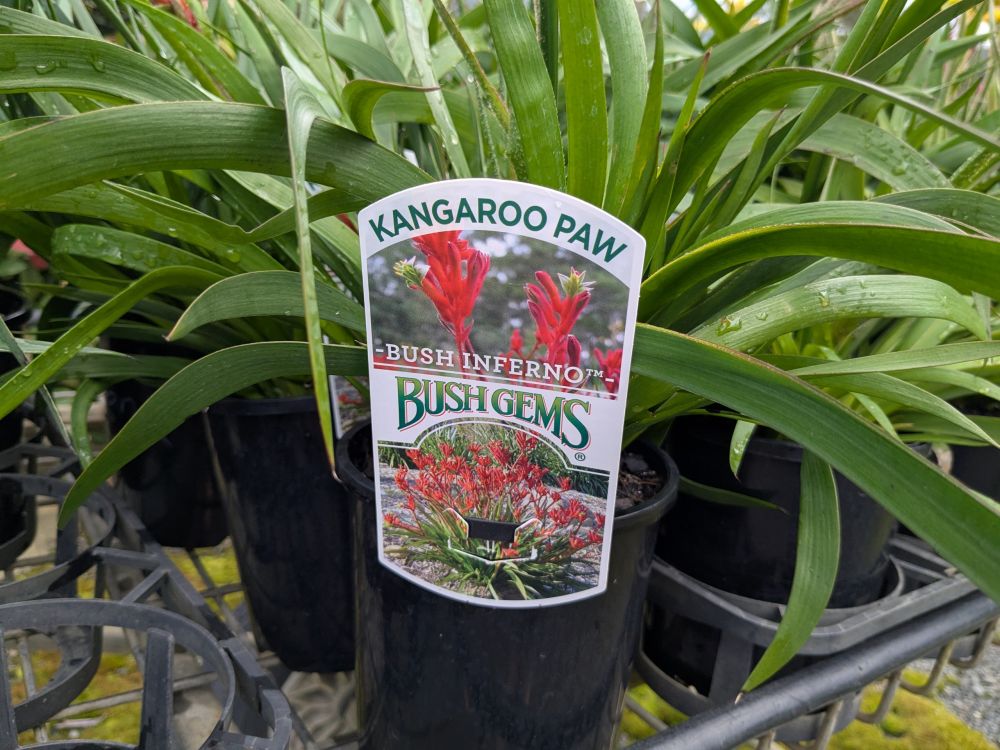 KANGAROO PAW
-BUSH INFERNO™-
BUSH GEMS®